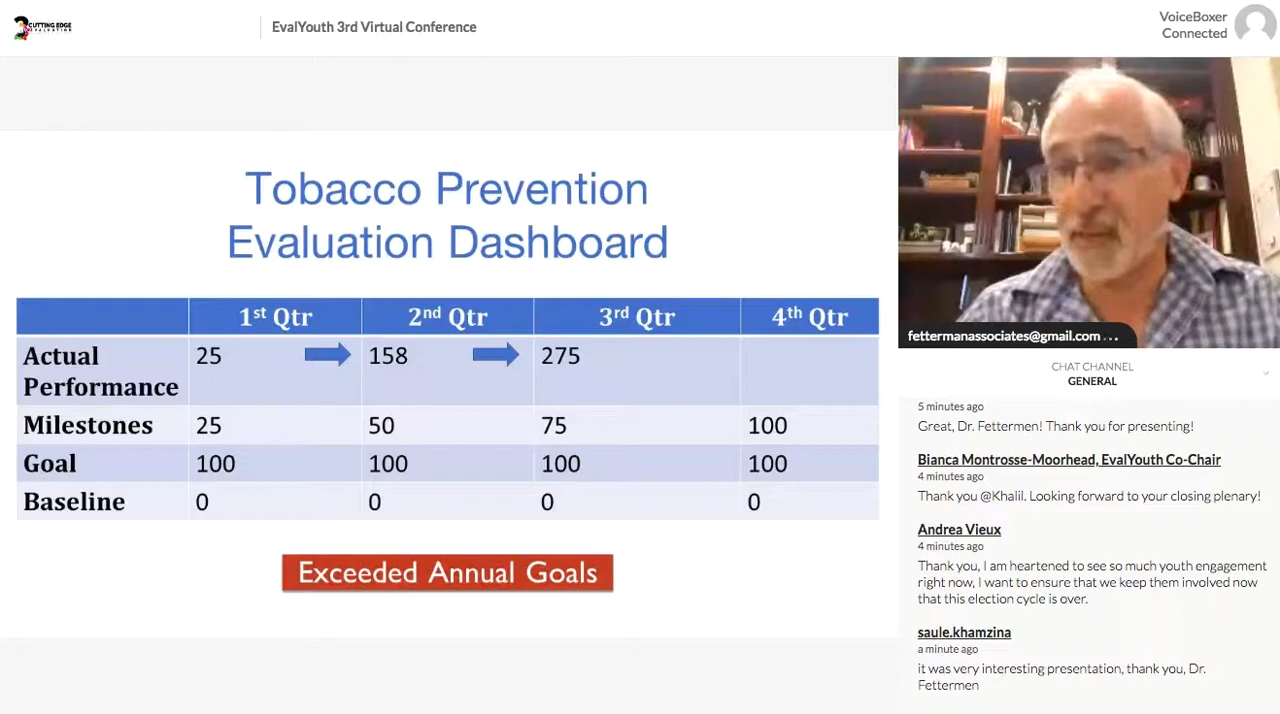 CUTTING EDGE
EVALUATION
EvalYouth 3rd Virtual Conference
VoiceBoxer
Connected
Tobacco Prevention
Evaluation Dashboard
1st Qtr 2nd Qtr 3rd Qtr 4th Qtr
Actual Performance 25 158 275
Milestones 25 50 75 100
Goal 100 100 100 100
Baseline 0 0 0 0
Exceeded Annual Goals
fettermanassociates@gmail.com ...
CHAT CHANNEL
GENERAL
5 minutes ago
Great, Dr. Fettermen! Thank you for presenting!
Bianca Montrosse-Moorhead, EvalYouth Co-Chair
4 minutes ago
Thank you @Khalil. Looking forward to your closing plenary!
Andrea Vieux
4 minutes ago
Thank you, I am heartened to see so much youth engagement
right now, I want to ensure that we keep them involved now
that this election cycle is over.
saule.khamzina
a minute ago
it was very interesting presentation, thank you, Dr.
Fettermen